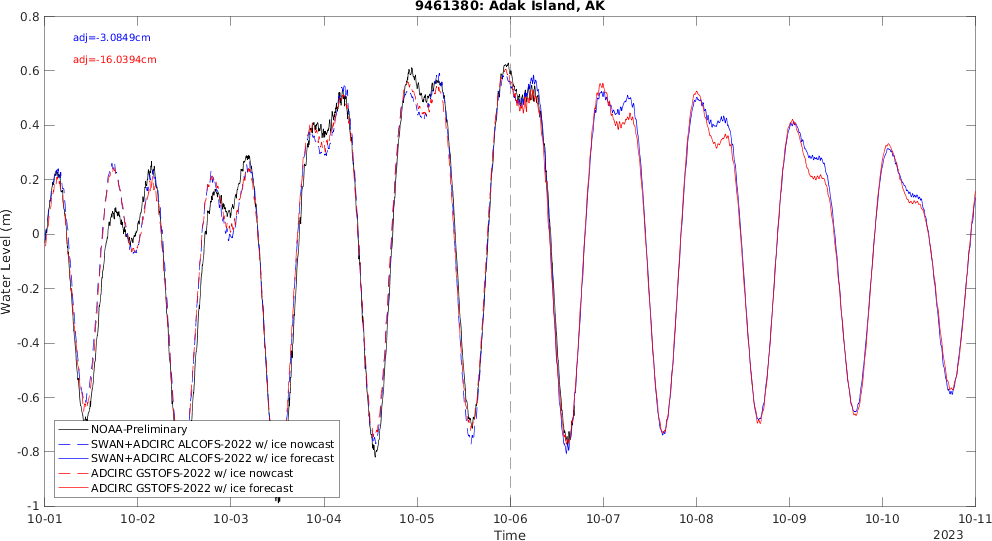 9461380: Adak Island, AK
adj=-3.0849cm
adj=-16.0394cm
Water Level (m)
0.8
0.6
0.4
0.2
0
-0.2
-0.4
-0.6
-0.8
-1
NOAA-Preliminary
SWAN+ADCIRC ALCOFS-2022 w/ ice nowcast
SWAN+ADCIRC ALCOFS-2022 w/ ice forecast
ADCIRC GSTOFS-2022 w/ ice nowcast
ADCIRC GSTOFS-2022 w/ ice forecast
10-01 10-02 10-03 10-04 10-05 10-06 10-07 10-08 10-09 10-10 10-11
Time
2023